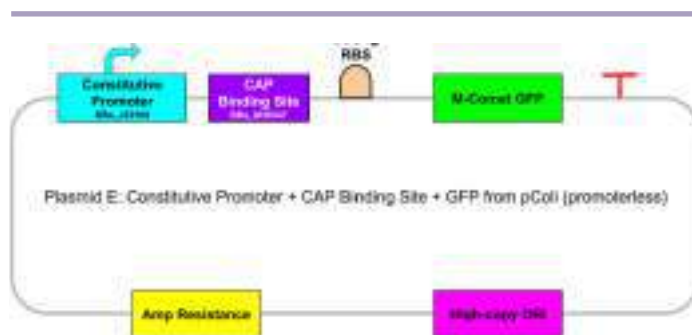 RBS
Constitutive
Promoter
CAP
Binding Site
M-Comet GFP
Plasmid E: Constitutive Promoter + CAP Binding Site + GFP from pColi (promoterless)
Amp Resistance
High-copy ORI